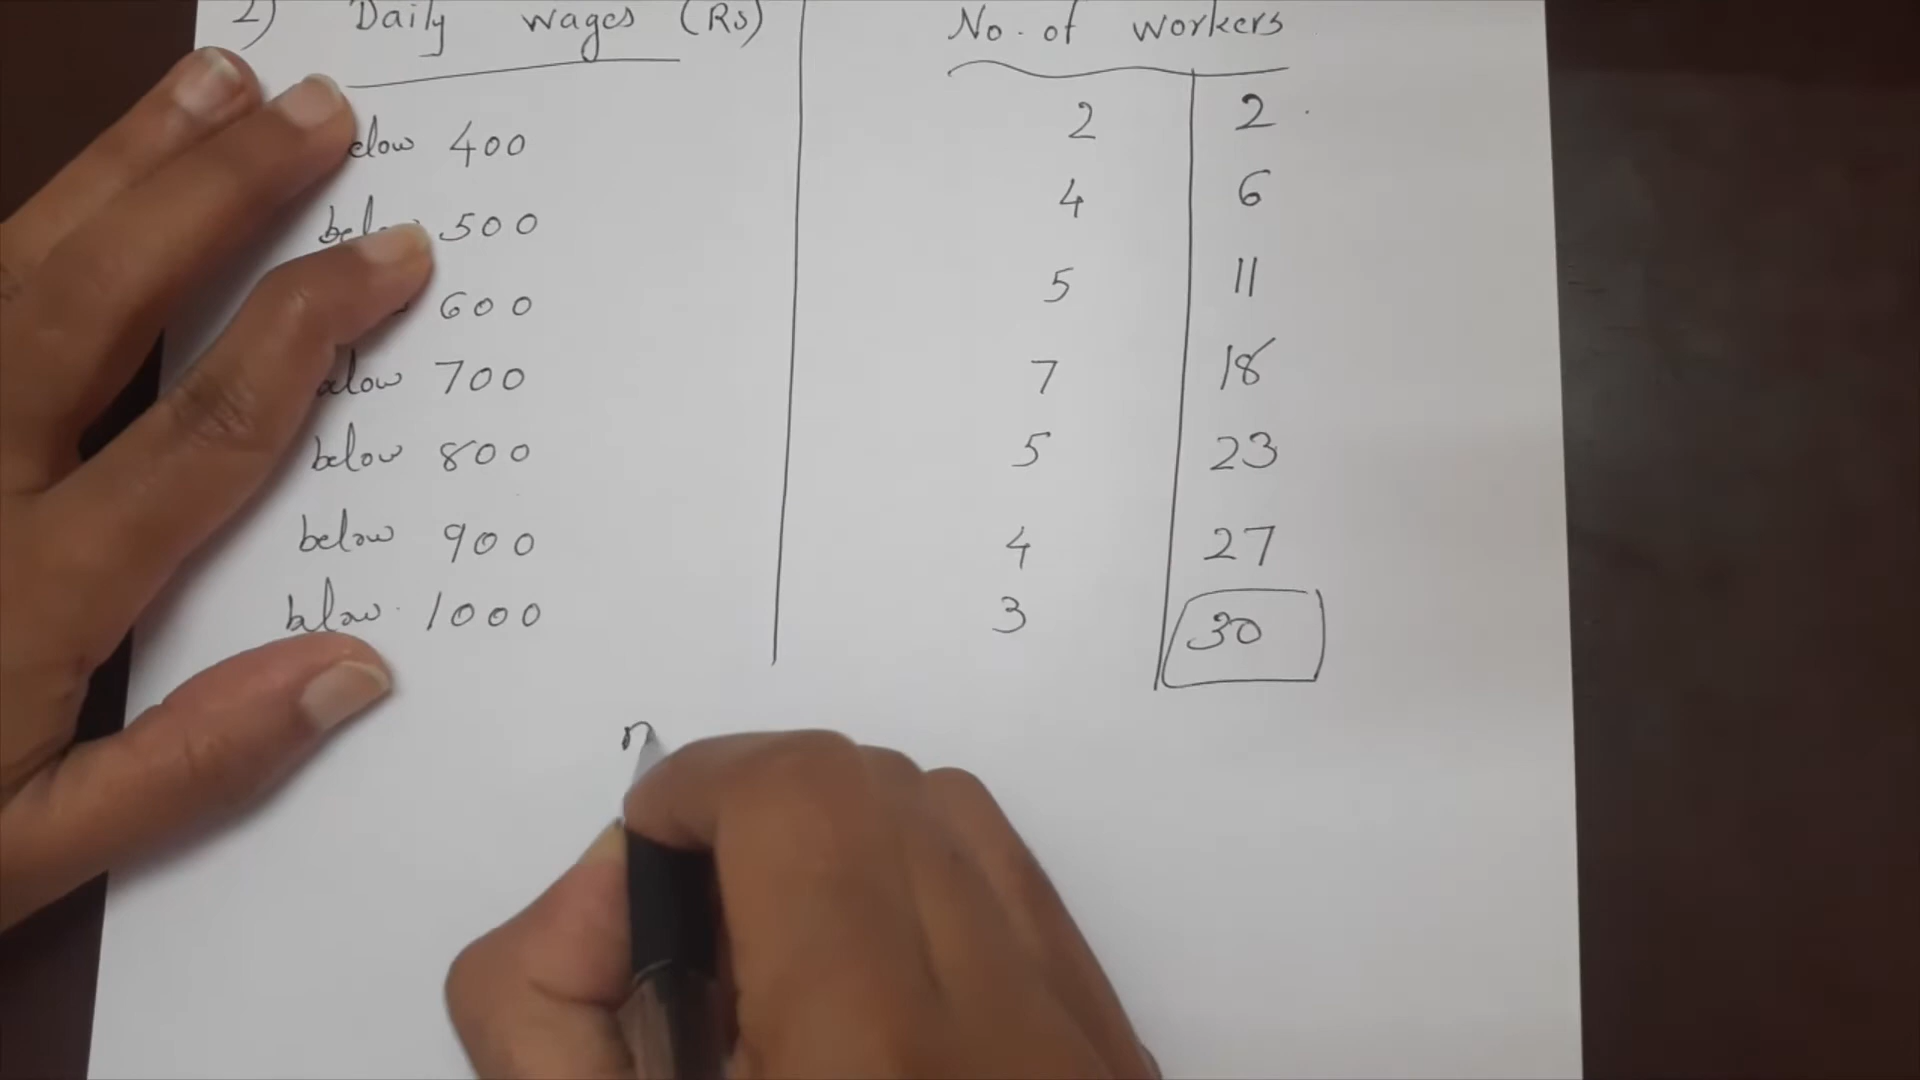 2) Daily wages (Rs) No. of workers
elow 400 2 2
500 4 6
600 5 11
elow 700 7 18
below 800 5 23
below 900 4 27
below 1000 3 30
n